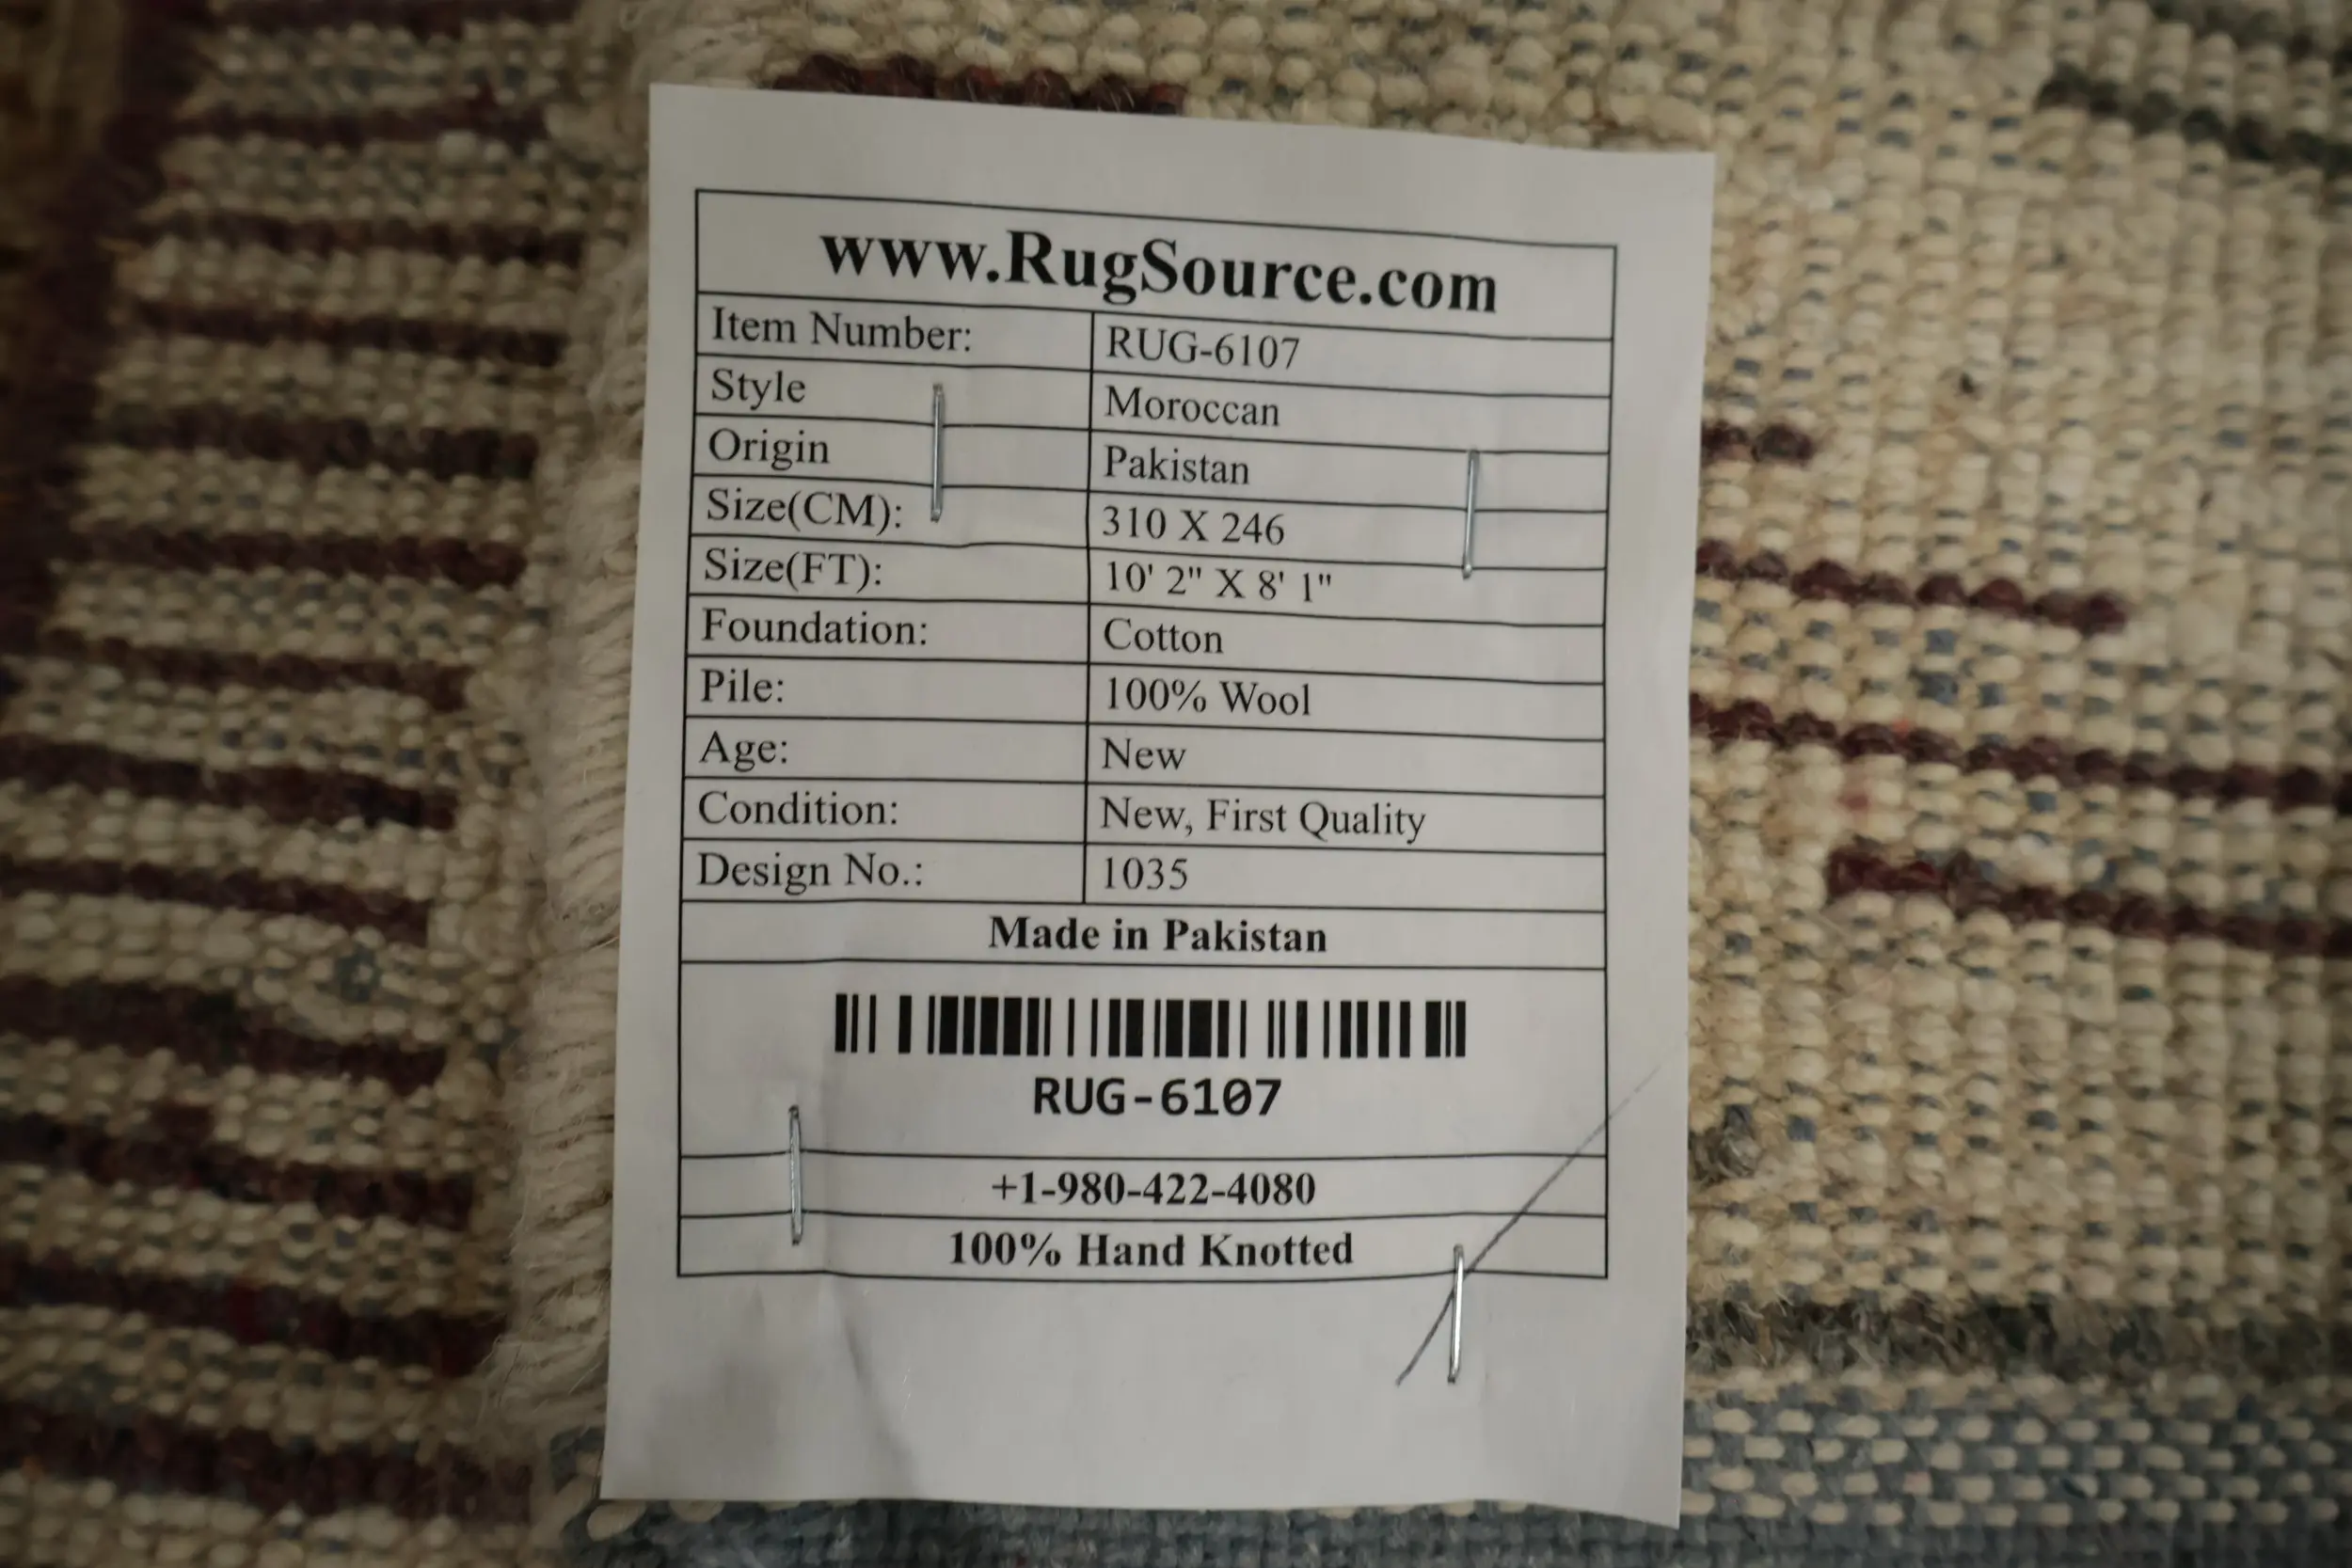 www.RugSource.com
Item Number: RUG-6107
Style Moroccan
Origin Pakistan
Size(CM): 310 X 246
Size(FT): 10' 2" X 8' 1"
Foundation: Cotton
Pile: 100% Wool
Age: New
Condition: New, First Quality
Design No.: 1035
Made in Pakistan
RUG-6107
+1-980-422-4080
100% Hand Knotted